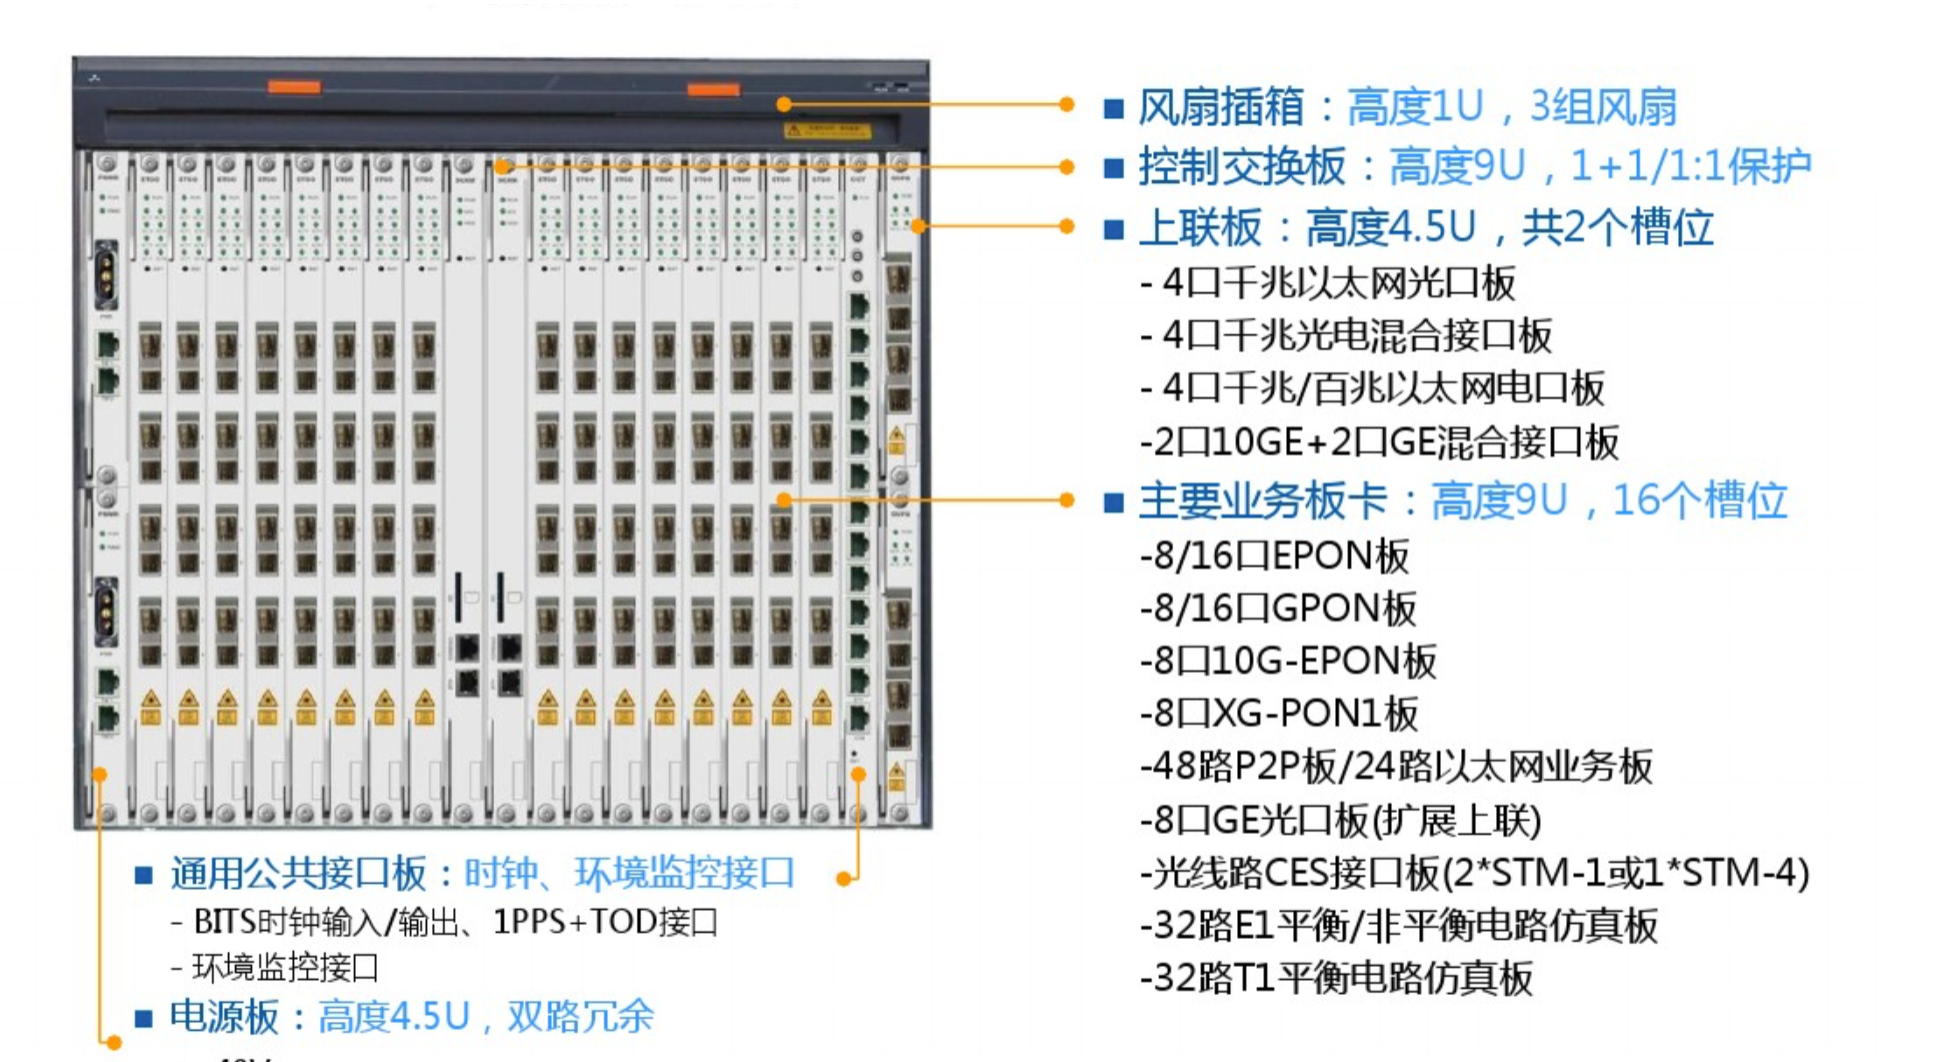 ■ 风扇插箱：高度1U，3组风扇
■ 控制交换板：高度9U，1+1/1:1保护
■ 上联板：高度4.5U，共2个槽位
- 4口千兆以太网光口板
- 4口千兆光电混合接口板
- 4口千兆/百兆以太网电口板
-2口10GE+2口GE混合接口板
■ 主要业务板卡：高度9U，16个槽位
-8/16口EPON板
-8/16口GPON板
-8口10G-EPON板
-8口XG-PON1板
-48路P2P板/24路以太网业务板
-8口GE光口板(扩展上联)
-光线路CES接口板(2*STM-1或1*STM-4)
-32路E1平衡/非平衡电路仿真板
-32路T1平衡电路仿真板
■ 通用公共接口板：时钟、环境监控接口
- BITS时钟输入/输出、1PPS+TOD接口
- 环境监控接口
■ 电源板：高度4.5U，双路冗余